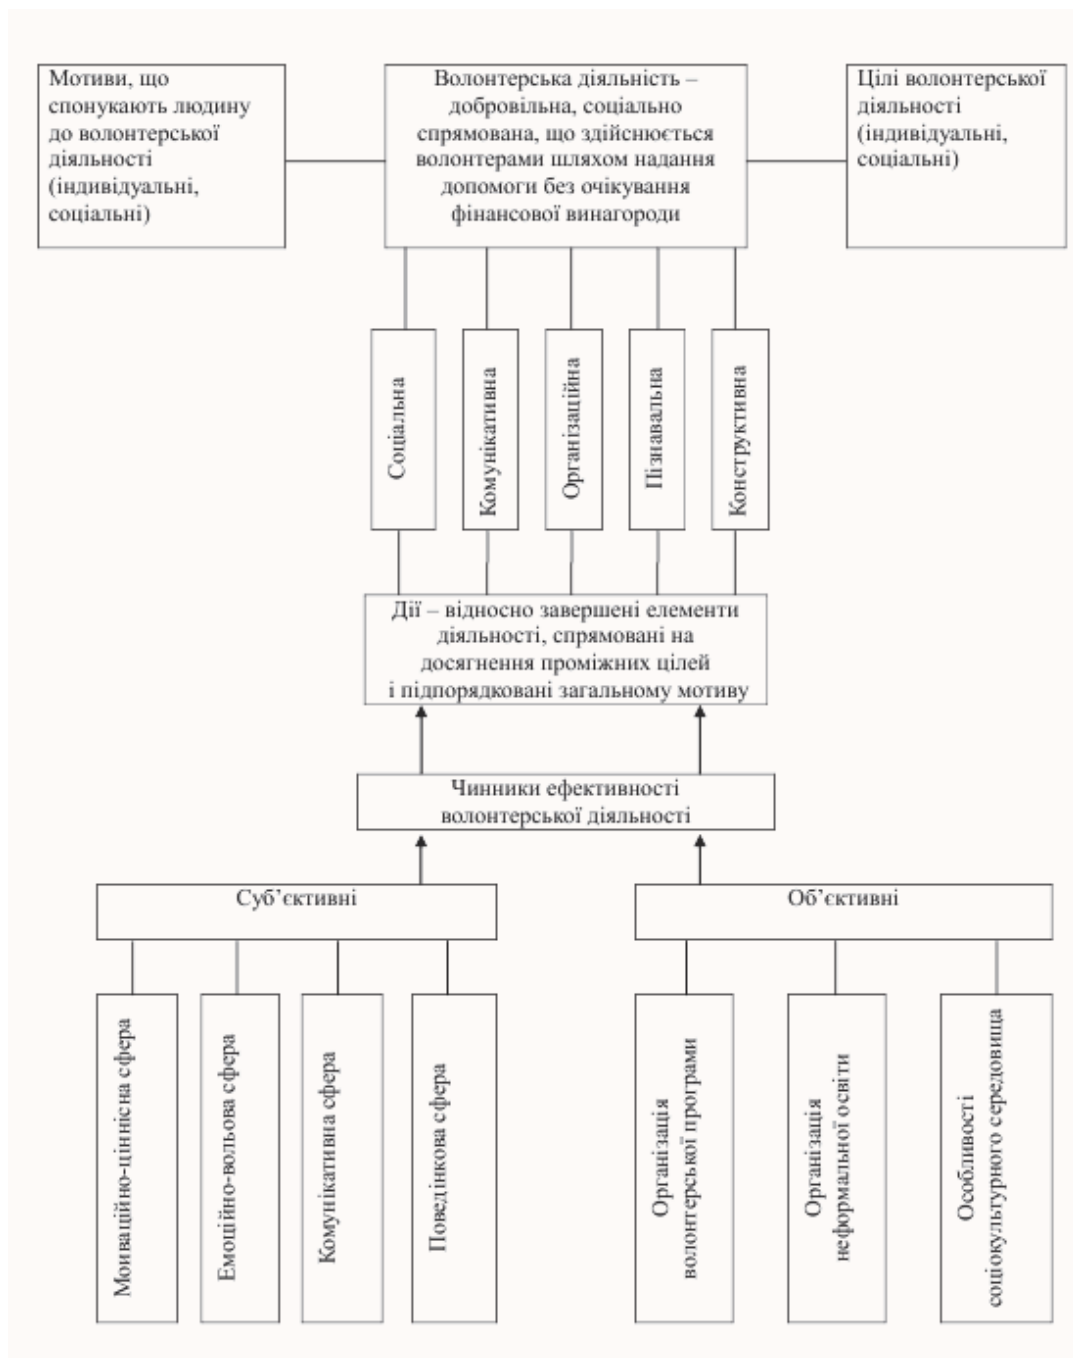 Мотиви, що
спонукають людину
до волонтерської
діяльності
(індивідуальні,
соціальні)
Волонтерська діяльність –
добровільна, соціально
спрямована, що здійснюється
волонтерами шляхом надання
допомоги без очікування
фінансової винагороди
Цілі волонтерської
діяльності
(індивідуальні,
соціальні)
Соціальна
Комунікативна
Організаційна
Пізнавальна
Конструктивна
Дії – відносно завершені елементи
діяльності, спрямовані на
досягнення проміжних цілей
і підпорядковані загальному мотиву
Чинники ефективності
волонтерської діяльності
Суб’єктивні
Об’єктивні
Моиваційно-ціннісна сфера
Емоційно-вольова сфера
Комунікативна сфера
Поведінкова сфера
Організація
волонтерської програми
Організація
неформальної освіти
Особливості
соціокультурного середовища